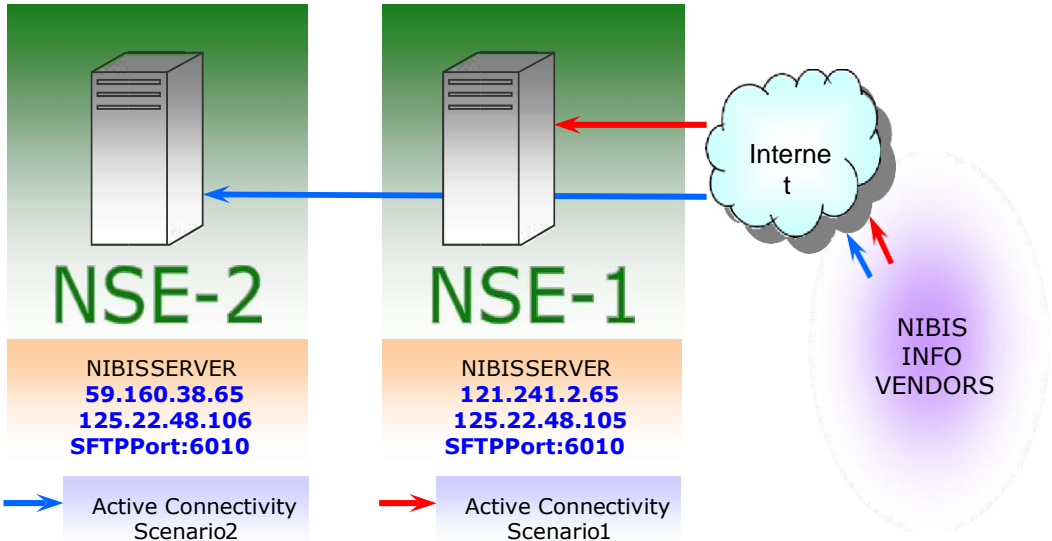 Interne
t
NSE-2
NSE-1
NIBIS
INFO
VENDORS
NIBISSERVER
59.160.38.65
125.22.48.106
SFTPPort:6010
NIBISSERVER
121.241.2.65
125.22.48.105
SFTPPort:6010
Active Connectivity
Scenario2
Active Connectivity
Scenario1